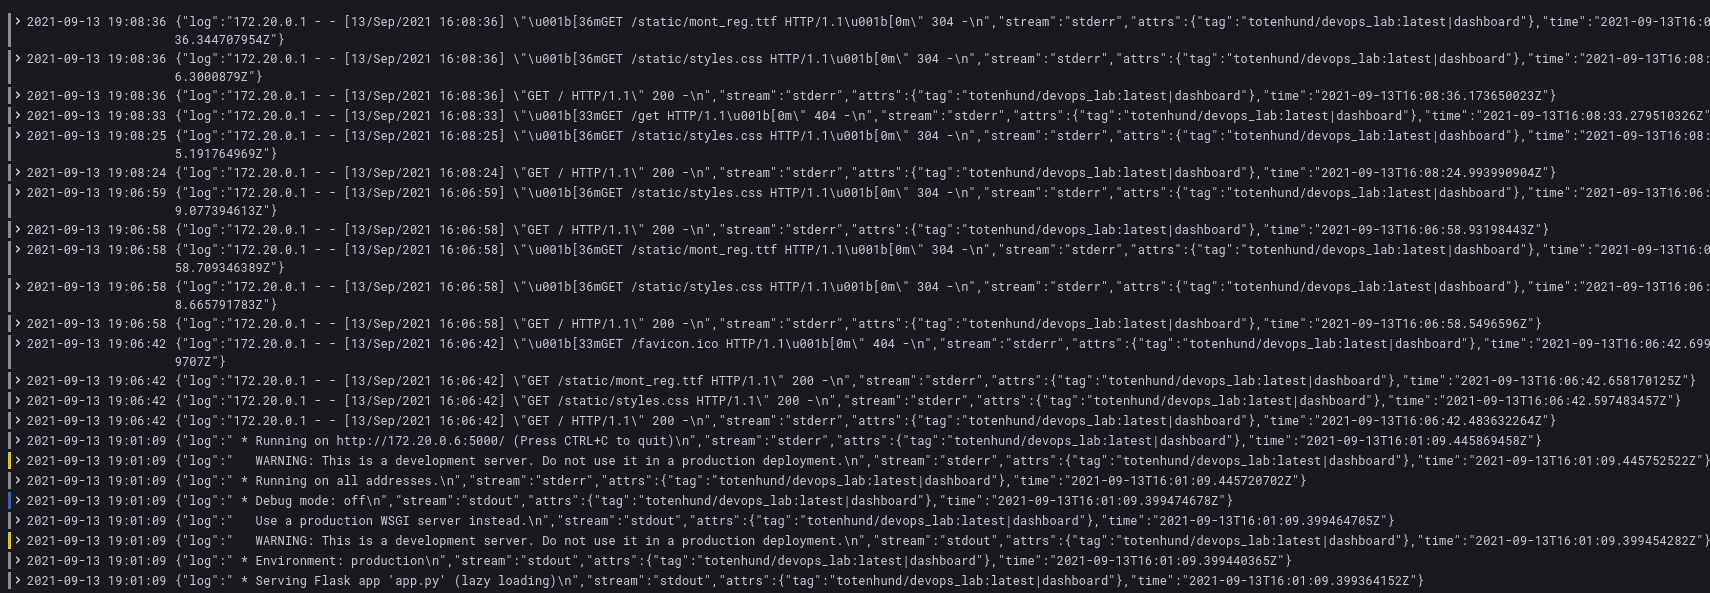 2021-09-13 19:08:36 {"log":"172.20.0.1 - - [13/Sep/2021 16:08:36] \"\u001b[36mGET /static/mont_reg.ttf HTTP/1.1\u001b[0m\" 304 -\n","stream":"stderr","attrs":{"tag":"totenhund/devops_lab:latest|dashboard"},"time":"2021-09-13T16:0
36.344707954Z"}
2021-09-13 19:08:36 {"log":"172.20.0.1 - - [13/Sep/2021 16:08:36] \"\u001b[36mGET /static/styles.css HTTP/1.1\u001b[0m\" 304 -\n","stream":"stderr","attrs":{"tag":"totenhund/devops_lab:latest|dashboard"},"time":"2021-09-13T16:08:
6.3000879Z"}
2021-09-13 19:08:36 {"log":"172.20.0.1 - - [13/Sep/2021 16:08:36] \"GET / HTTP/1.1\" 200 -\n","stream":"stderr","attrs":{"tag":"totenhund/devops_lab:latest|dashboard"},"time":"2021-09-13T16:08:36.173650023Z"}
2021-09-13 19:08:33 {"log":"172.20.0.1 - - [13/Sep/2021 16:08:33] \"\u001b[33mGET /get HTTP/1.1\u001b[0m\" 404 -\n","stream":"stderr","attrs":{"tag":"totenhund/devops_lab:latest|dashboard"},"time":"2021-09-13T16:08:33.279510326Z"
2021-09-13 19:08:25 {"log":"172.20.0.1 - - [13/Sep/2021 16:08:25] \"\u001b[36mGET /static/styles.css HTTP/1.1\u001b[0m\" 304 -\n","stream":"stderr","attrs":{"tag":"totenhund/devops_lab:latest|dashboard"},"time":"2021-09-13T16:08:
5.191764969Z"}
2021-09-13 19:08:24 {"log":"172.20.0.1 - - [13/Sep/2021 16:08:24] \"GET / HTTP/1.1\" 200 -\n","stream":"stderr","attrs":{"tag":"totenhund/devops_lab:latest|dashboard"},"time":"2021-09-13T16:08:24.993990904Z"}
2021-09-13 19:06:59 {"log":"172.20.0.1 - - [13/Sep/2021 16:06:59] \"\u001b[36mGET /static/styles.css HTTP/1.1\u001b[0m\" 304 -\n","stream":"stderr","attrs":{"tag":"totenhund/devops_lab:latest|dashboard"},"time":"2021-09-13T16:06:
9.077394613Z"}
2021-09-13 19:06:58 {"log":"172.20.0.1 - - [13/Sep/2021 16:06:58] \"GET / HTTP/1.1\" 200 -\n","stream":"stderr","attrs":{"tag":"totenhund/devops_lab:latest|dashboard"},"time":"2021-09-13T16:06:58.93198443Z"}
2021-09-13 19:06:58 {"log":"172.20.0.1 - - [13/Sep/2021 16:06:58] \"\u001b[36mGET /static/mont_reg.ttf HTTP/1.1\u001b[0m\" 304 -\n","stream":"stderr","attrs":{"tag":"totenhund/devops_lab:latest|dashboard"},"time":"2021-09-13T16:0
58.709346389Z"}
2021-09-13 19:06:58 {"log":"172.20.0.1 - - [13/Sep/2021 16:06:58] \"\u001b[36mGET /static/styles.css HTTP/1.1\u001b[0m\" 304 -\n","stream":"stderr","attrs":{"tag":"totenhund/devops_lab:latest|dashboard"},"time":"2021-09-13T16:06:
8.665791783Z"}
2021-09-13 19:06:58 {"log":"172.20.0.1 - - [13/Sep/2021 16:06:58] \"GET / HTTP/1.1\" 200 -\n","stream":"stderr","attrs":{"tag":"totenhund/devops_lab:latest|dashboard"},"time":"2021-09-13T16:06:58.5496596Z"}
2021-09-13 19:06:42 {"log":"172.20.0.1 - - [13/Sep/2021 16:06:42] \"\u001b[33mGET /favicon.ico HTTP/1.1\u001b[0m\" 404 -\n","stream":"stderr","attrs":{"tag":"totenhund/devops_lab:latest|dashboard"},"time":"2021-09-13T16:06:42.699
9707Z"}
2021-09-13 19:06:42 {"log":"172.20.0.1 - - [13/Sep/2021 16:06:42] \"GET /static/mont_reg.ttf HTTP/1.1\" 200 -\n","stream":"stderr","attrs":{"tag":"totenhund/devops_lab:latest|dashboard"},"time":"2021-09-13T16:06:42.658170125Z"}
2021-09-13 19:06:42 {"log":"172.20.0.1 - - [13/Sep/2021 16:06:42] \"GET /static/styles.css HTTP/1.1\" 200 -\n","stream":"stderr","attrs":{"tag":"totenhund/devops_lab:latest|dashboard"},"time":"2021-09-13T16:06:42.597483457Z"}
2021-09-13 19:06:42 {"log":"172.20.0.1 - - [13/Sep/2021 16:06:42] \"GET / HTTP/1.1\" 200 -\n","stream":"stderr","attrs":{"tag":"totenhund/devops_lab:latest|dashboard"},"time":"2021-09-13T16:06:42.483632264Z"}
2021-09-13 19:01:09 {"log":" * Running on http://172.20.0.6:5000/ (Press CTRL+C to quit)\n","stream":"stderr","attrs":{"tag":"totenhund/devops_lab:latest|dashboard"},"time":"2021-09-13T16:01:09.445869458Z"}
2021-09-13 19:01:09 {"log":"   WARNING: This is a development server. Do not use it in a production deployment.\n","stream":"stderr","attrs":{"tag":"totenhund/devops_lab:latest|dashboard"},"time":"2021-09-13T16:01:09.445752522Z"}
2021-09-13 19:01:09 {"log":" * Running on all addresses.\n","stream":"stderr","attrs":{"tag":"totenhund/devops_lab:latest|dashboard"},"time":"2021-09-13T16:01:09.445720702Z"}
2021-09-13 19:01:09 {"log":" * Debug mode: off\n","stream":"stdout","attrs":{"tag":"totenhund/devops_lab:latest|dashboard"},"time":"2021-09-13T16:01:09.399474678Z"}
2021-09-13 19:01:09 {"log":"   Use a production WSGI server instead.\n","stream":"stdout","attrs":{"tag":"totenhund/devops_lab:latest|dashboard"},"time":"2021-09-13T16:01:09.399464705Z"}
2021-09-13 19:01:09 {"log":"   WARNING: This is a development server. Do not use it in a production deployment.\n","stream":"stdout","attrs":{"tag":"totenhund/devops_lab:latest|dashboard"},"time":"2021-09-13T16:01:09.399454282Z"}
2021-09-13 19:01:09 {"log":" * Environment: production\n","stream":"stdout","attrs":{"tag":"totenhund/devops_lab:latest|dashboard"},"time":"2021-09-13T16:01:09.399440365Z"}
2021-09-13 19:01:09 {"log":" * Serving Flask app 'app.py' (lazy loading)\n","stream":"stdout","attrs":{"tag":"totenhund/devops_lab:latest|dashboard"},"time":"2021-09-13T16:01:09.399364152Z"}